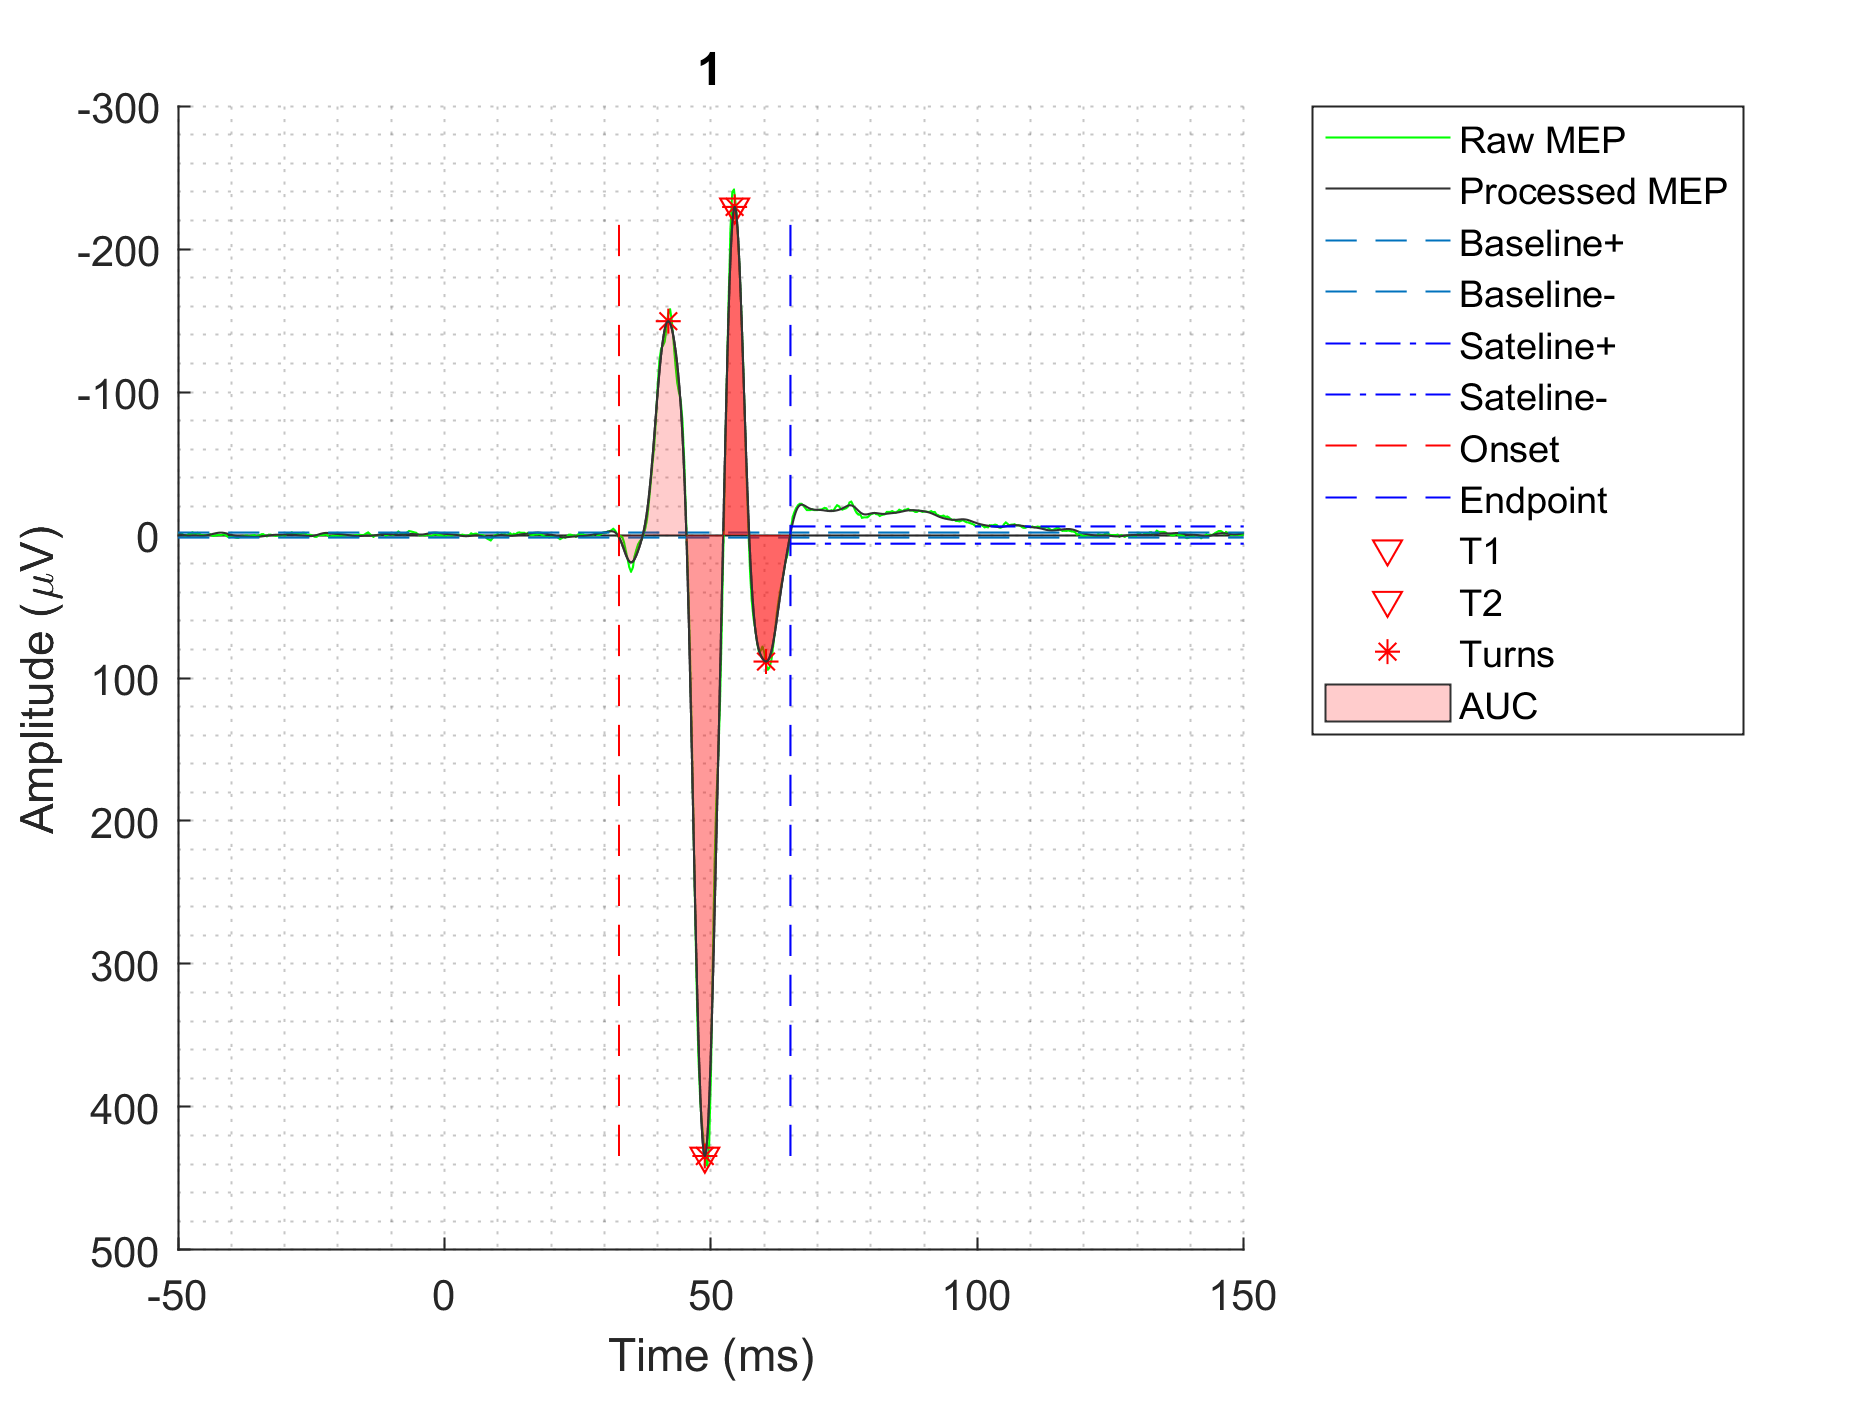 1
-300
-200
-100
0
100
200
300
400
500
Amplitude (μV)
-50 0 50 100 150
Time (ms)
Raw MEP
Processed MEP
Baseline+
Baseline-
Sateline+
Sateline-
Onset
Endpoint
T1
T2
Turns
AUC